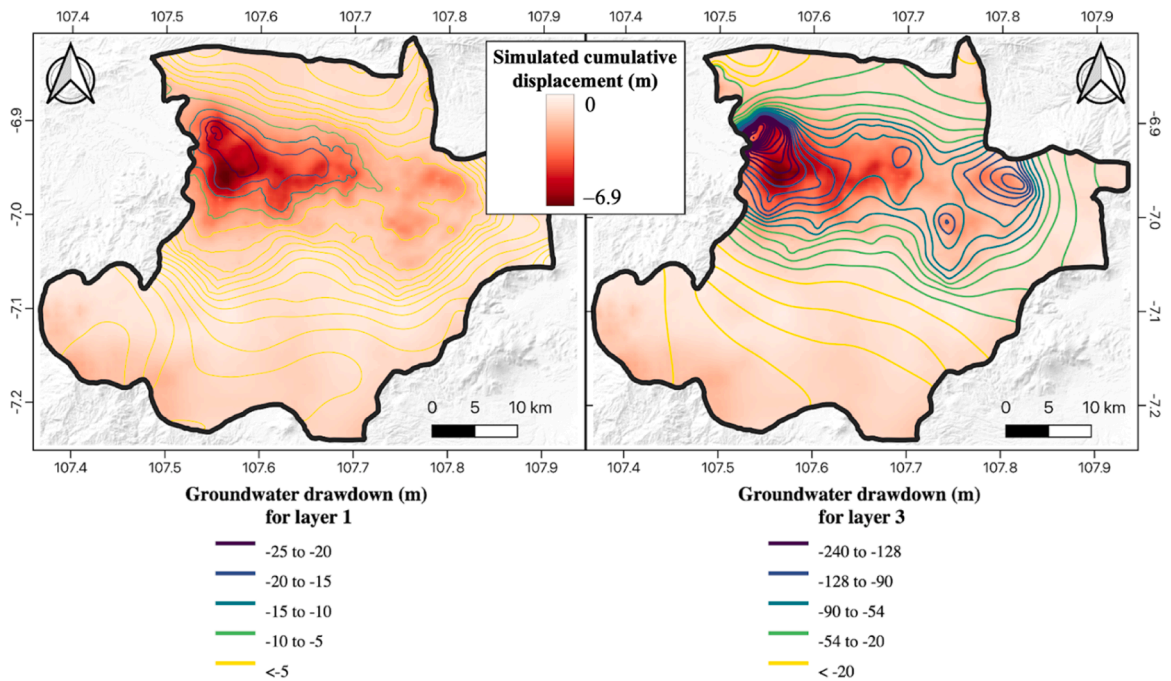 107.4 107.5 107.6 107.7 107.8 107.9 107.4 107.5 107.6 107.7 107.8 107.9
Simulated cumulative
displacement (m)
0
−6.9
-6.9
-7.0
-7.1
-7.2
-6.9
-7.0
-7.1
-7.2
0 5 10 km
0 5 10 km
107.4 107.5 107.6 107.7 107.8 107.9 107.4 107.5 107.6 107.7 107.8 107.9
Groundwater drawdown (m)
for layer 1
-25 to -20
-20 to -15
-15 to -10
-10 to -5
<-5
Groundwater drawdown (m)
for layer 3
-240 to -128
-128 to -90
-90 to -54
-54 to -20
< -20